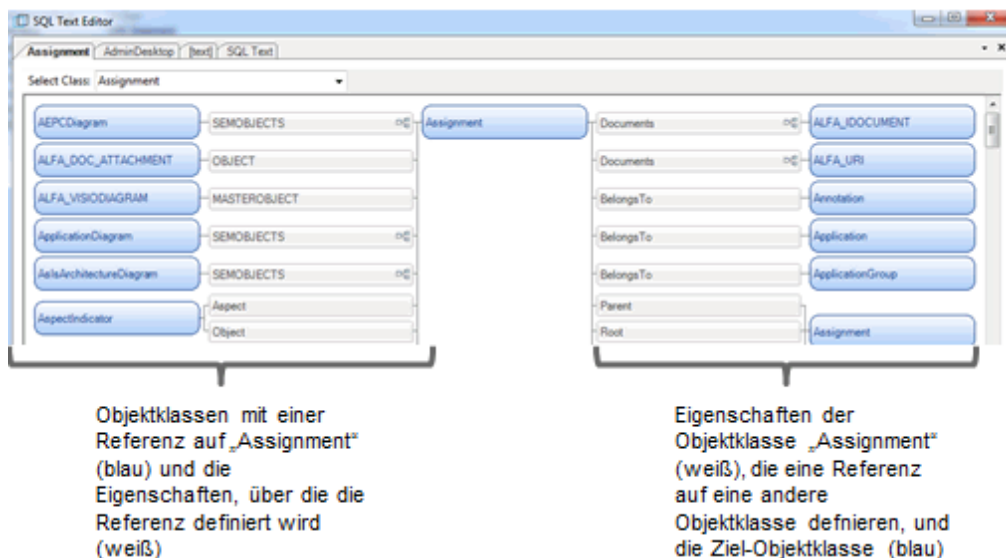 SQL Text Editor
Assignment AdminDesktop [text] SQL Text
Select Class: Assignment
AEPCDiagram SEMOBJECTS Assignment Documents ALFA_IDOCUMENT
ALFA_DOC_ATTACHMENT OBJECT Documents ALFA_URI
ALFA_VISIODIAGRAM MASTEROBJECT BelongsTo Annotation
ApplicationDiagram SEMOBJECTS BelongsTo Application
AsIsArchitectureDiagram SEMOBJECTS BelongsTo ApplicationGroup
AspectIndicator Aspect Parent Assignment
Object Root
Objektklassen mit einer
Referenz auf „Assignment“
(blau) und die
Eigenschaften, über die die
Referenz definiert wird
(weiß)
Eigenschaften der
Objektklasse „Assignment“
(weiß), die eine Referenz
auf eine andere
Objektklasse defnieren, und
die Ziel-Objektklasse (blau)